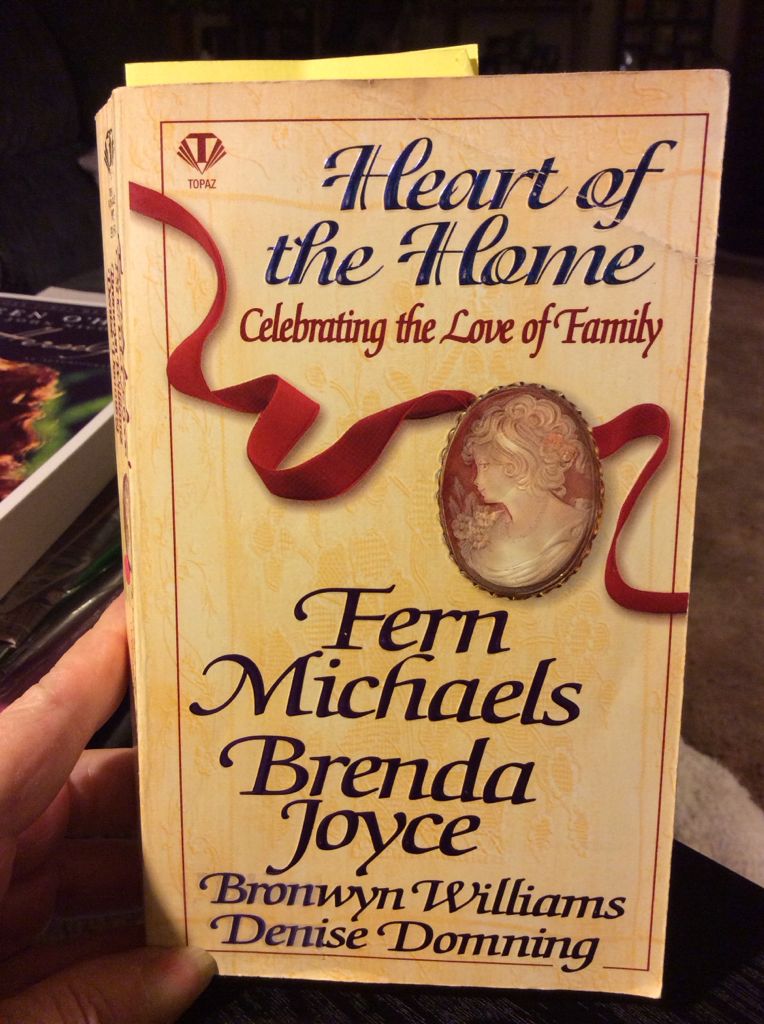 TOPAZ
Heart of
the Home
Celebrating the Love of Family
Fern
Michaels
Brenda
Joyce
Bronwyn Williams
Denise Domning